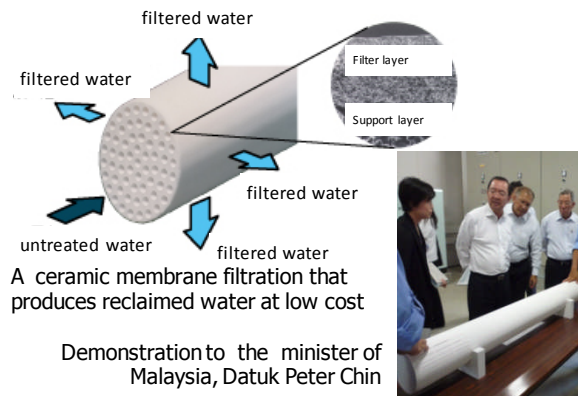 filtered water
filtered water
Filter layer
Support layer
filtered water
untreated water
filtered water
A ceramic membrane filtration that
produces reclaimed water at low cost
Demonstration to the minister of
Malaysia, Datuk Peter Chin